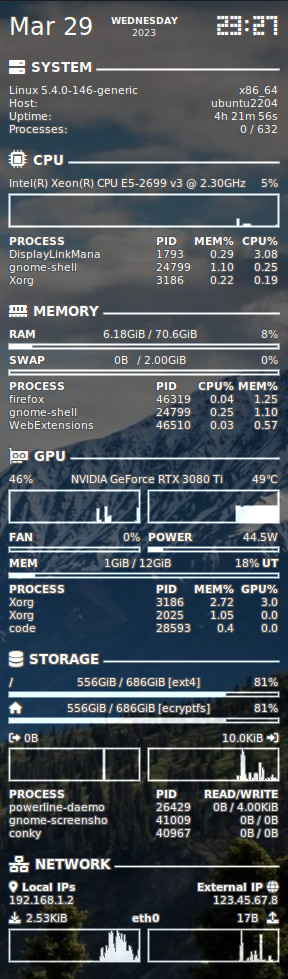 Mar 29 WEDNESDAY 2023 23:27
SYSTEM
Linux 5.4.0-146-generic x86_64
Host: ubuntu2204
Uptime: 4h 21m 56s
Processes: 0 / 632
CPU
Intel(R) Xeon(R) CPU E5-2699 v3 @ 2.30GHz 5%
PROCESS PID MEM% CPU%
DisplayLinkMana 1793 0.29 3.08
gnome-shell 24799 1.10 0.25
Xorg 3186 0.22 0.19
MEMORY
RAM 6.18GiB / 70.6GiB 8%
SWAP 0B / 2.00GiB 0%
PROCESS PID CPU% MEM%
firefox 46319 0.04 1.25
gnome-shell 24799 0.25 1.10
WebExtensions 46510 0.03 0.57
GPU
46% NVIDIA GeForce RTX 3080 Ti 49°C
FAN 0% POWER 44.5W
MEM 1GiB / 12GiB 18% UT
PROCESS PID MEM% GPU%
Xorg 3186 2.72 3.0
Xorg 2025 1.05 0.0
code 28593 0.4 0.0
STORAGE
/ 556GiB / 686GiB [ext4] 81%
556GiB / 686GiB [ecryptfs] 81%
0B 10.0KiB
PROCESS PID READ/WRITE
powerline-daemo 26429 0B / 4.00KiB
gnome-screensho 41009 0B / 0B
conky 40967 0B / 0B
NETWORK
Local IPs External IP
192.168.1.2 123.45.67.8
2.53KiB eth0 17B